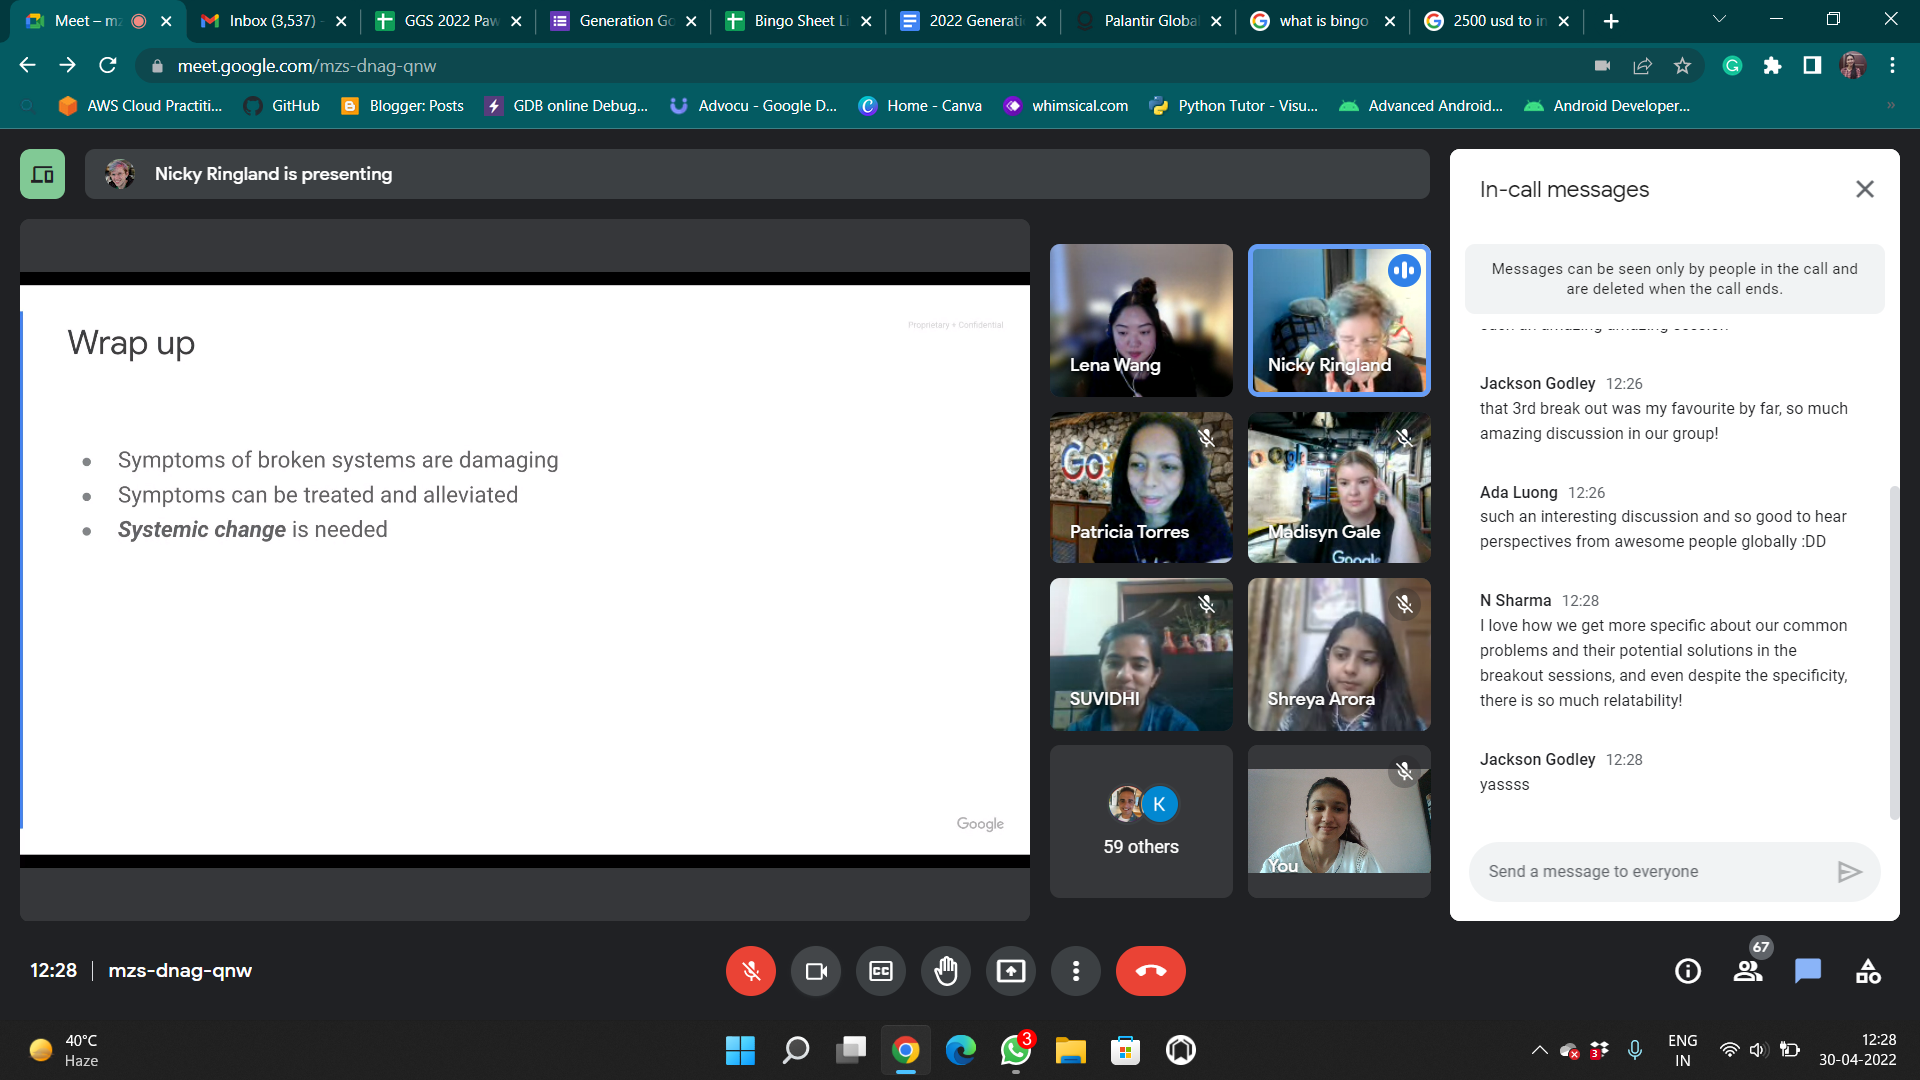 Meet – mz
Inbox (3,537) -
GGS 2022 Paw
Generation Go
Bingo Sheet Li
2022 Generati
Palantir Global
what is bingo
2500 usd to in
meet.google.com/mzs-dnag-qnw
AWS Cloud Practiti...
GitHub
Blogger: Posts
GDB online Debug...
Advocu - Google D...
Home - Canva
whimsical.com
Python Tutor - Visu...
Advanced Android...
Android Developer...
Nicky Ringland is presenting
Proprietary + Confidential
Wrap up
Symptoms of broken systems are damaging
Symptoms can be treated and alleviated
Systemic change is needed
Google
Lena Wang
Nicky Ringland
Go
Patricia Torres
Madisyn Gale
Google
SUVIDHI
Shreya Arora
K
59 others
You
In-call messages
Messages can be seen only by people in the call and
are deleted when the call ends.
such an amazing amazing session
Jackson Godley 12:26
that 3rd break out was my favourite by far, so much
amazing discussion in our group!
Ada Luong 12:26
such an interesting discussion and so good to hear
perspectives from awesome people globally :DD
N Sharma 12:28
I love how we get more specific about our common
problems and their potential solutions in the
breakout sessions, and even despite the specificity,
there is so much relatability!
Jackson Godley 12:28
yassss
Send a message to everyone
12:28 | mzs-dnag-qnw
CC
67
40°C
Haze
3
3
ENG
IN
12:28
30-04-2022